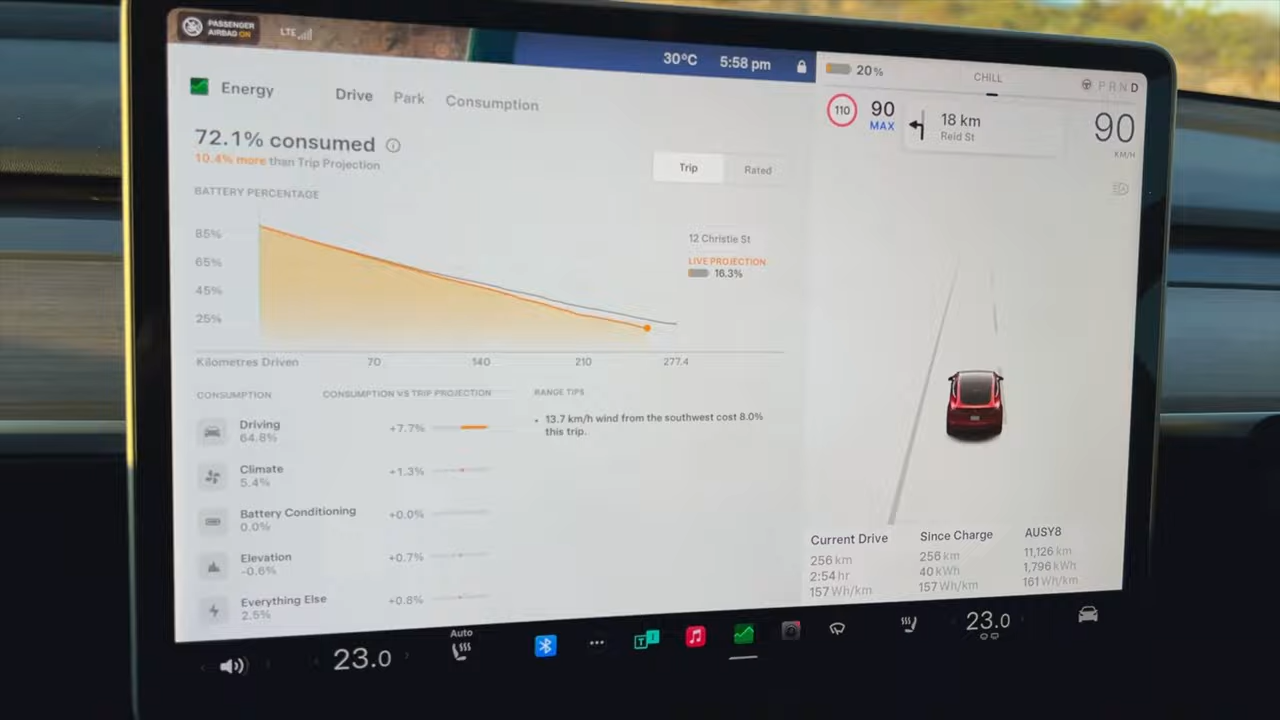 PASSENGER
AIRBAG ON
LTE
30°C
5:58 pm
20%
CHILL
P R N D
Energy
Drive
Park
Consumption
110
90
MAX
18 km
Reid St
90
KM/H
72.1% consumed
10.4% more than Trip Projection
Trip
Rated
BATTERY PERCENTAGE
85%
65%
45%
25%
12 Christie St
LIVE PROJECTION
16.3%
Kilometres Driven
70
140
210
277.4
CONSUMPTION
CONSUMPTION VS TRIP PROJECTION
RANGE TIPS
Driving
64.8%
+7.7%
• 13.7 km/h wind from the southwest cost 8.0%
this trip.
Climate
5.4%
+1.3%
Battery Conditioning
0.0%
+0.0%
Elevation
-0.6%
+0.7%
Everything Else
2.5%
+0.8%
Current Drive
256 km
2:54 hr
157 Wh/km
Since Charge
256 km
40 kWh
157 Wh/km
AUSY8
11,126 km
1,796 kWh
161 Wh/km
23.0
Auto
T
23.0